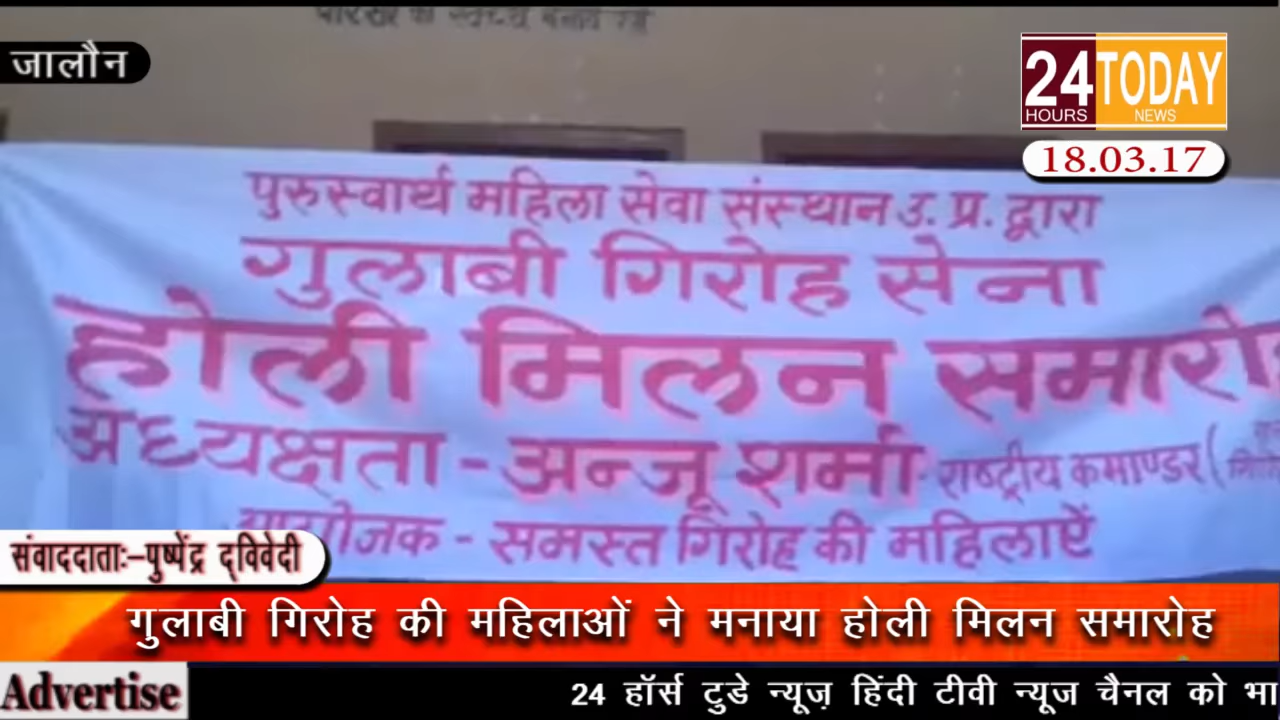 जालौन
24 TODAY
HOURS NEWS
18.03.17
पुरुस्वार्थ महिला सेवा संस्थान उ. प्र. द्वारा
गुलाबी गिरोह सेना
होली मिलन समारोह
अध्यक्षता - अन्जू शर्मा - राष्ट्रीय कमाण्डर (
आयोजक - समस्त गिरोह की महिलाऐं
संवाददाताः–पुष्पेंद्र द्विवेदी
गुलाबी गिरोह की महिलाओं ने मनाया होली मिलन समारोह
Advertise 24 हॉर्स टुडे न्यूज़ हिंदी टीवी न्यूज चैनल को भा